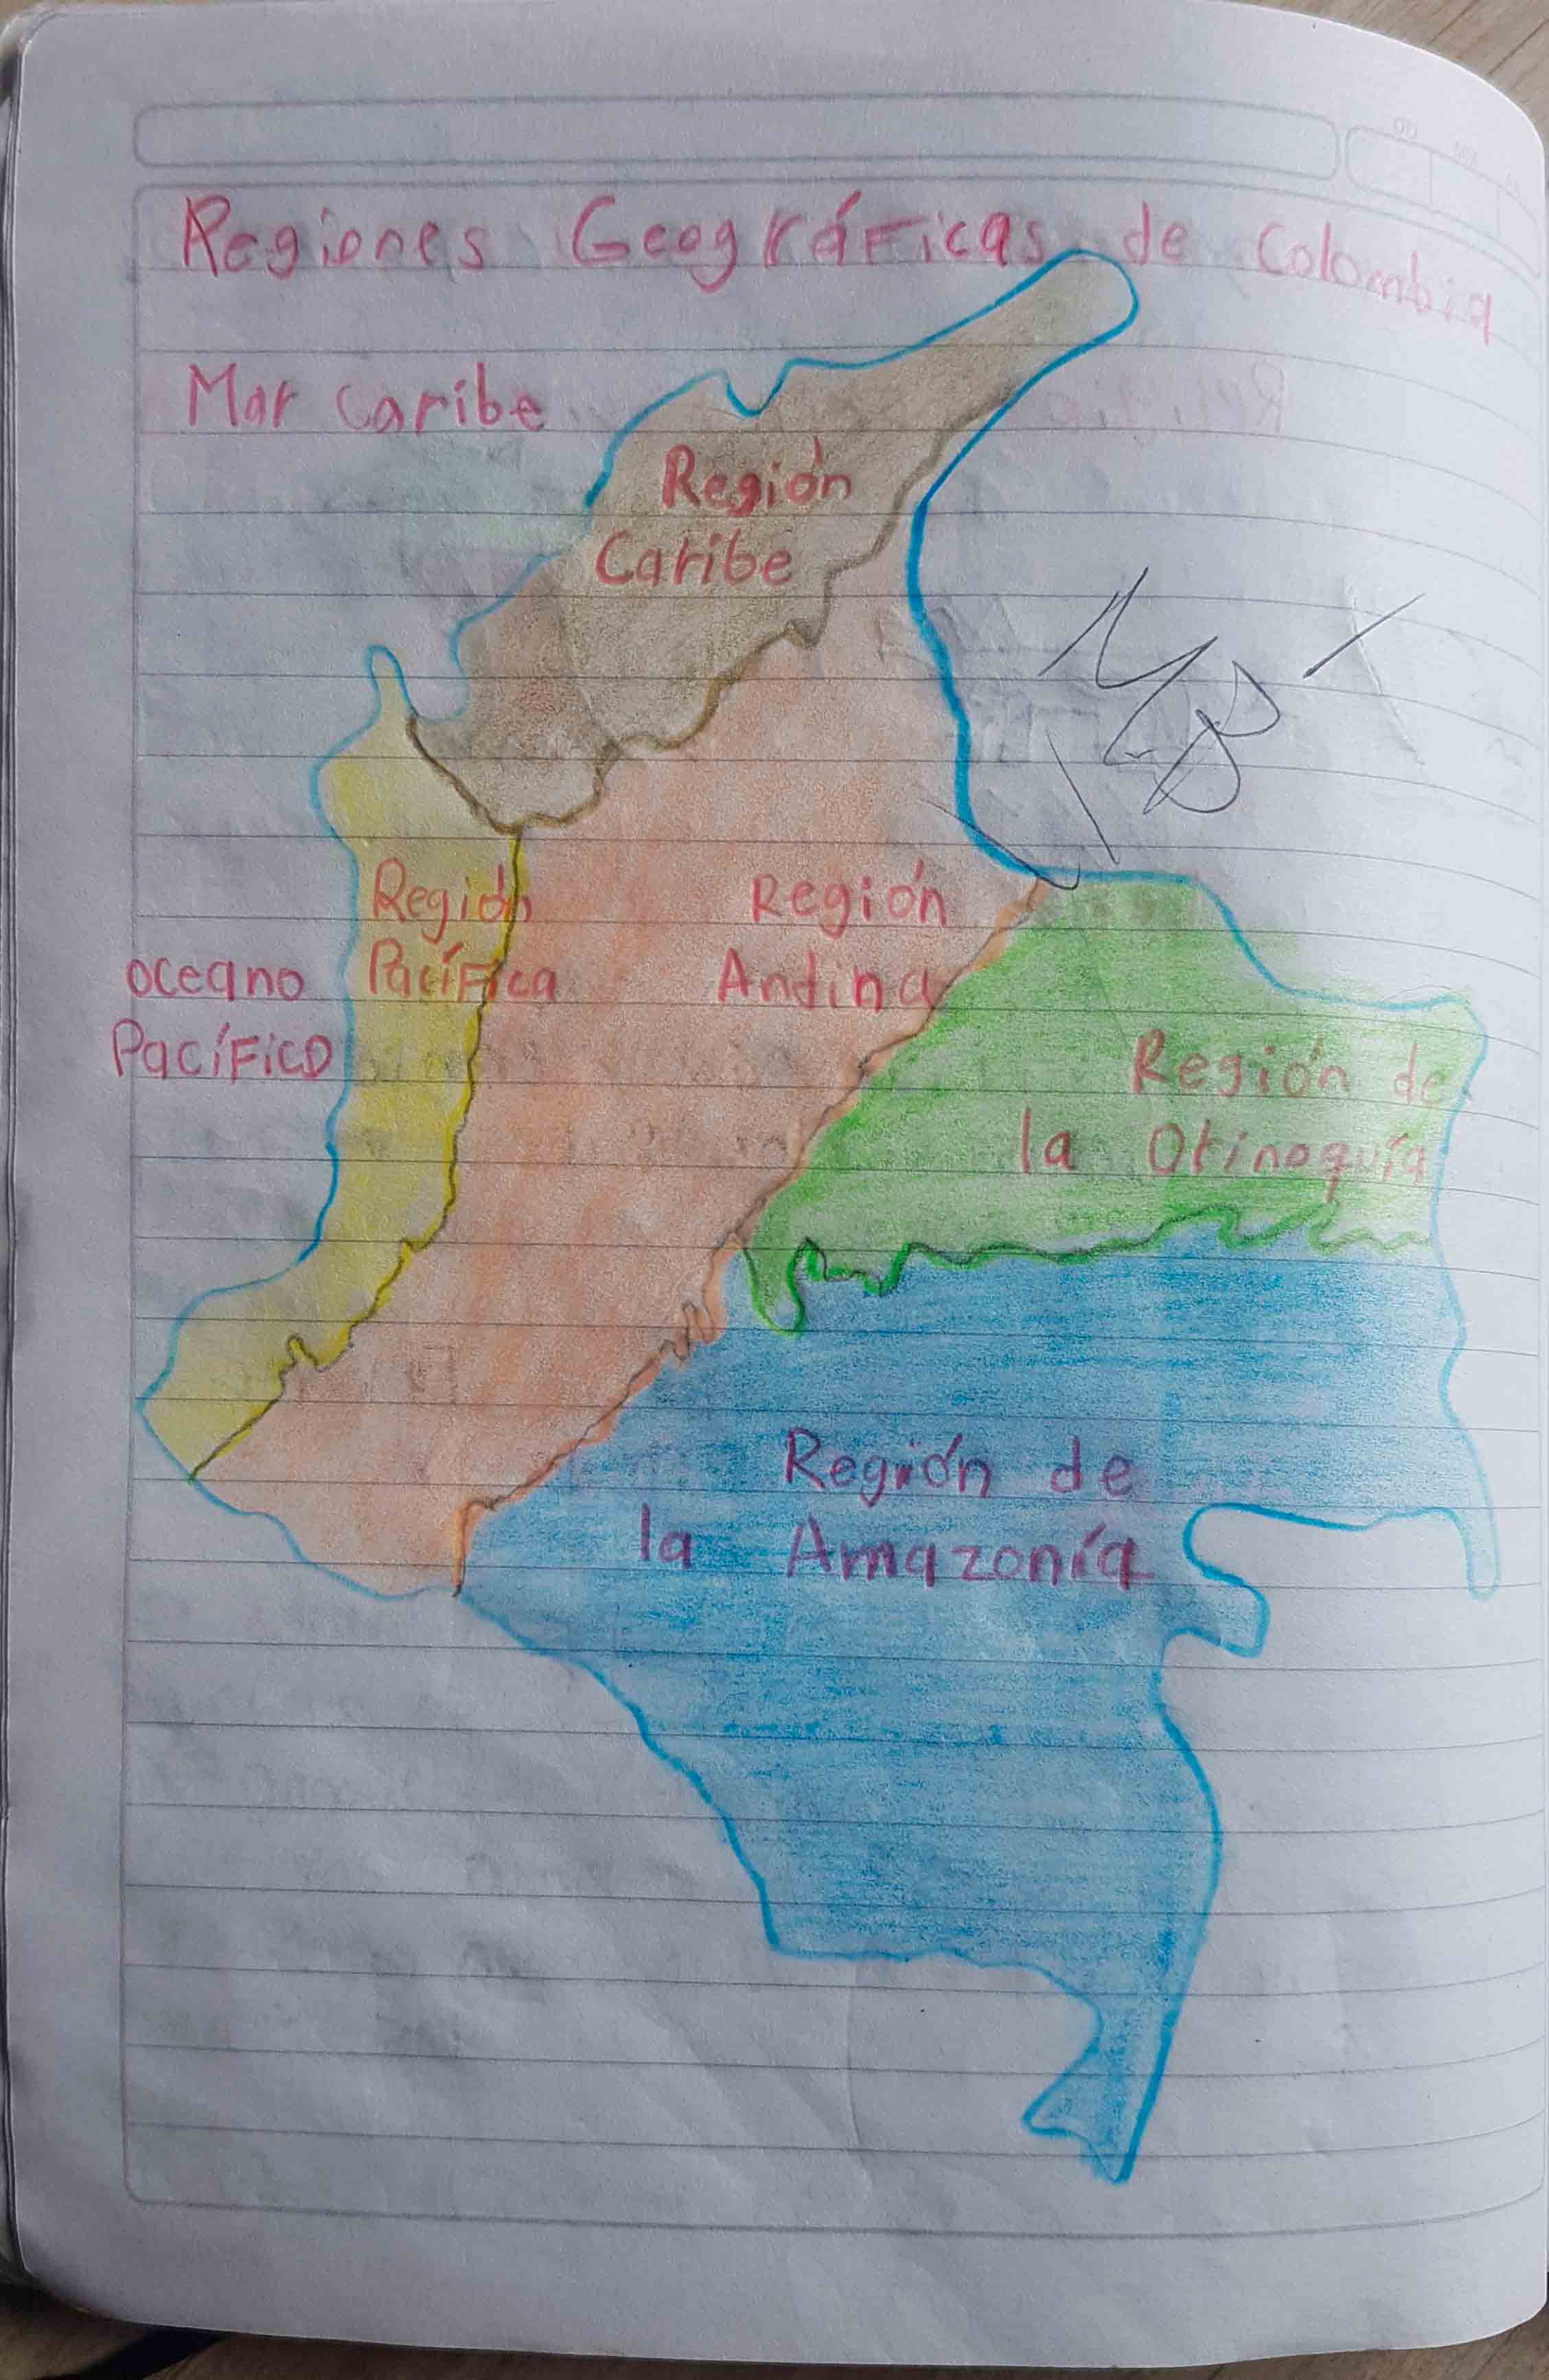 Regiones Geográficas de Colombia
Mar Caribe
Región
Caribe
Región
Pacífica
Región
Andina
oceano
Pacífico
Región de
la Orinoquía
Región de
la Amazonía